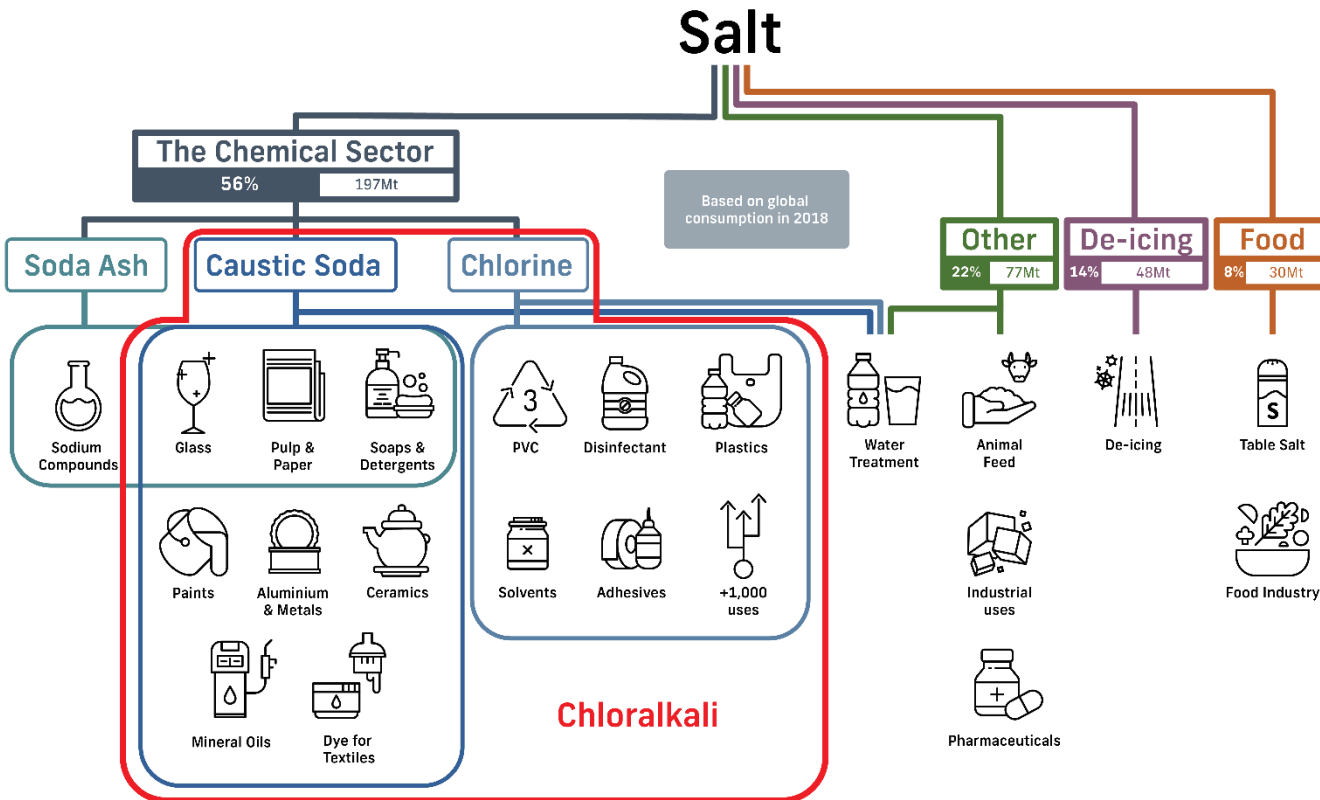 Salt
The Chemical Sector
56% 197Mt
Based on global
consumption in 2018
Other
22% 77Mt
De-icing
14% 48Mt
Food
8% 30Mt
Soda Ash
Caustic Soda
Chlorine
Sodium
Compounds
Glass
Pulp &
Paper
Soaps &
Detergents
3
PVC
Disinfectant
Plastics
Water
Treatment
Animal
Feed
De-icing
S
Table Salt
Paints
Aluminium
& Metals
Ceramics
Solvents
Adhesives
+1,000
uses
Industrial
uses
Food Industry
Mineral Oils
Dye for
Textiles
Chloralkali
Pharmaceuticals